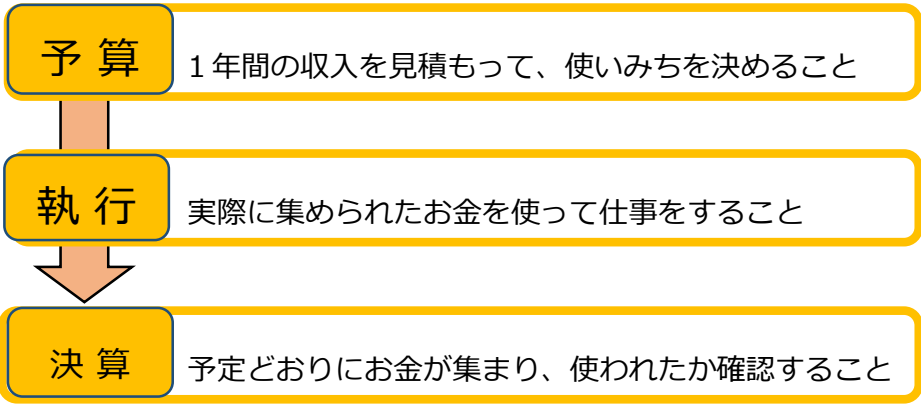 予 算
１年間の収入を見積もって、使いみちを決めること
執 行
実際に集められたお金を使って仕事をすること
決 算
予定どおりにお金が集まり、使われたか確認すること